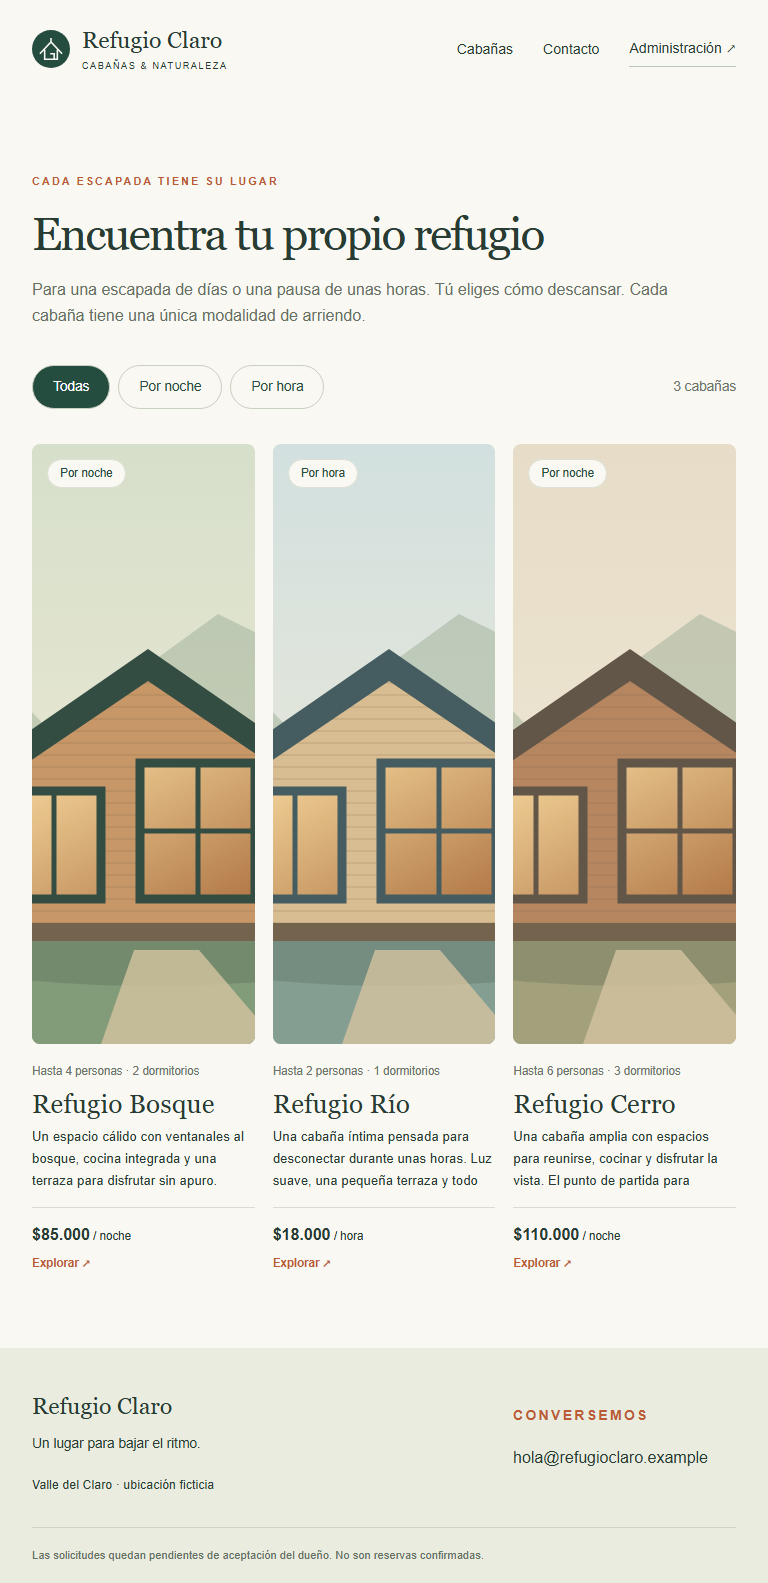 Refugio Claro
CABAÑAS & NATURALEZA
Cabañas
Contacto
Administración ↗
CADA ESCAPADA TIENE SU LUGAR
Encuentra tu propio refugio
Para una escapada de días o una pausa de unas horas. Tú eliges cómo descansar. Cada
cabaña tiene una única modalidad de arriendo.
Todas
Por noche
Por hora
3 cabañas
Por noche
Hasta 4 personas · 2 dormitorios
Refugio Bosque
Un espacio cálido con ventanales al
bosque, cocina integrada y una
terraza para disfrutar sin apuro.
$85.000 / noche
Explorar ↗
Por hora
Hasta 2 personas · 1 dormitorios
Refugio Río
Una cabaña íntima pensada para
desconectar durante unas horas. Luz
suave, una pequeña terraza y todo
$18.000 / hora
Explorar ↗
Por noche
Hasta 6 personas · 3 dormitorios
Refugio Cerro
Una cabaña amplia con espacios
para reunirse, cocinar y disfrutar la
vista. El punto de partida para
$110.000 / noche
Explorar ↗
Refugio Claro
Un lugar para bajar el ritmo.
Valle del Claro · ubicación ficticia
CONVERSEMOS
hola@refugioclaro.example
Las solicitudes quedan pendientes de aceptación del dueño. No son reservas confirmadas.